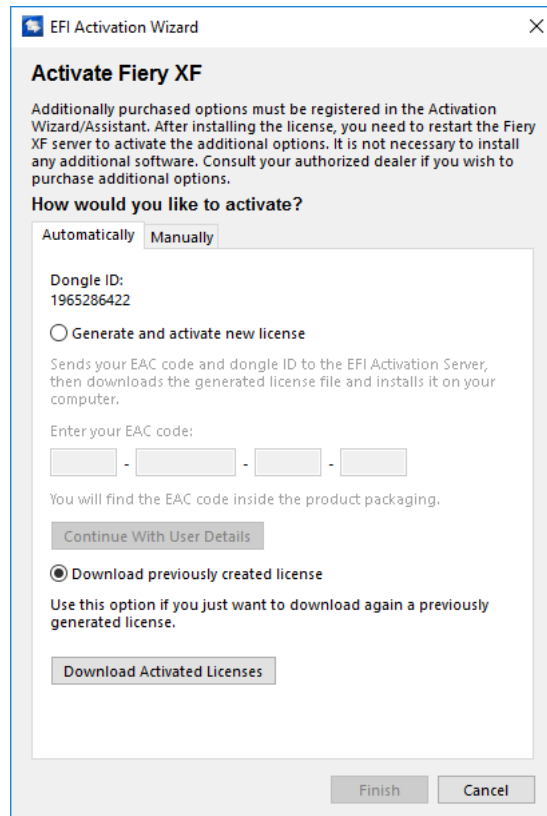 EFI Activation Wizard
Activate Fiery XF
Additionally purchased options must be registered in the Activation
Wizard/Assistant. After installing the license, you need to restart the Fiery
XF server to activate the additional options. It is not necessary to install
any additional software. Consult your authorized dealer if you wish to
purchase additional options.
How would you like to activate?
Automatically Manually
Dongle ID:
1965286422
Generate and activate new license
Sends your EAC code and dongle ID to the EFI Activation Server,
then downloads the generated license file and installs it on your
computer.
Enter your EAC code:
- - -
You will find the EAC code inside the product packaging.
Continue With User Details
Download previously created license
Use this option if you just want to download again a previously
generated license.
Download Activated Licenses
Finish Cancel